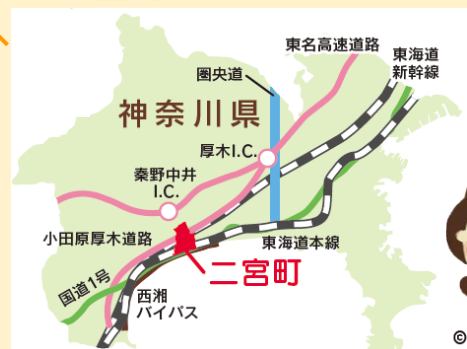 東名高速道路
東海道
新幹線
圏央道
神奈川県
厚木I.C.
秦野中井
I.C.
小田原厚木道路
東海道本線
二宮町
国道1号
西湘
バイパス
©